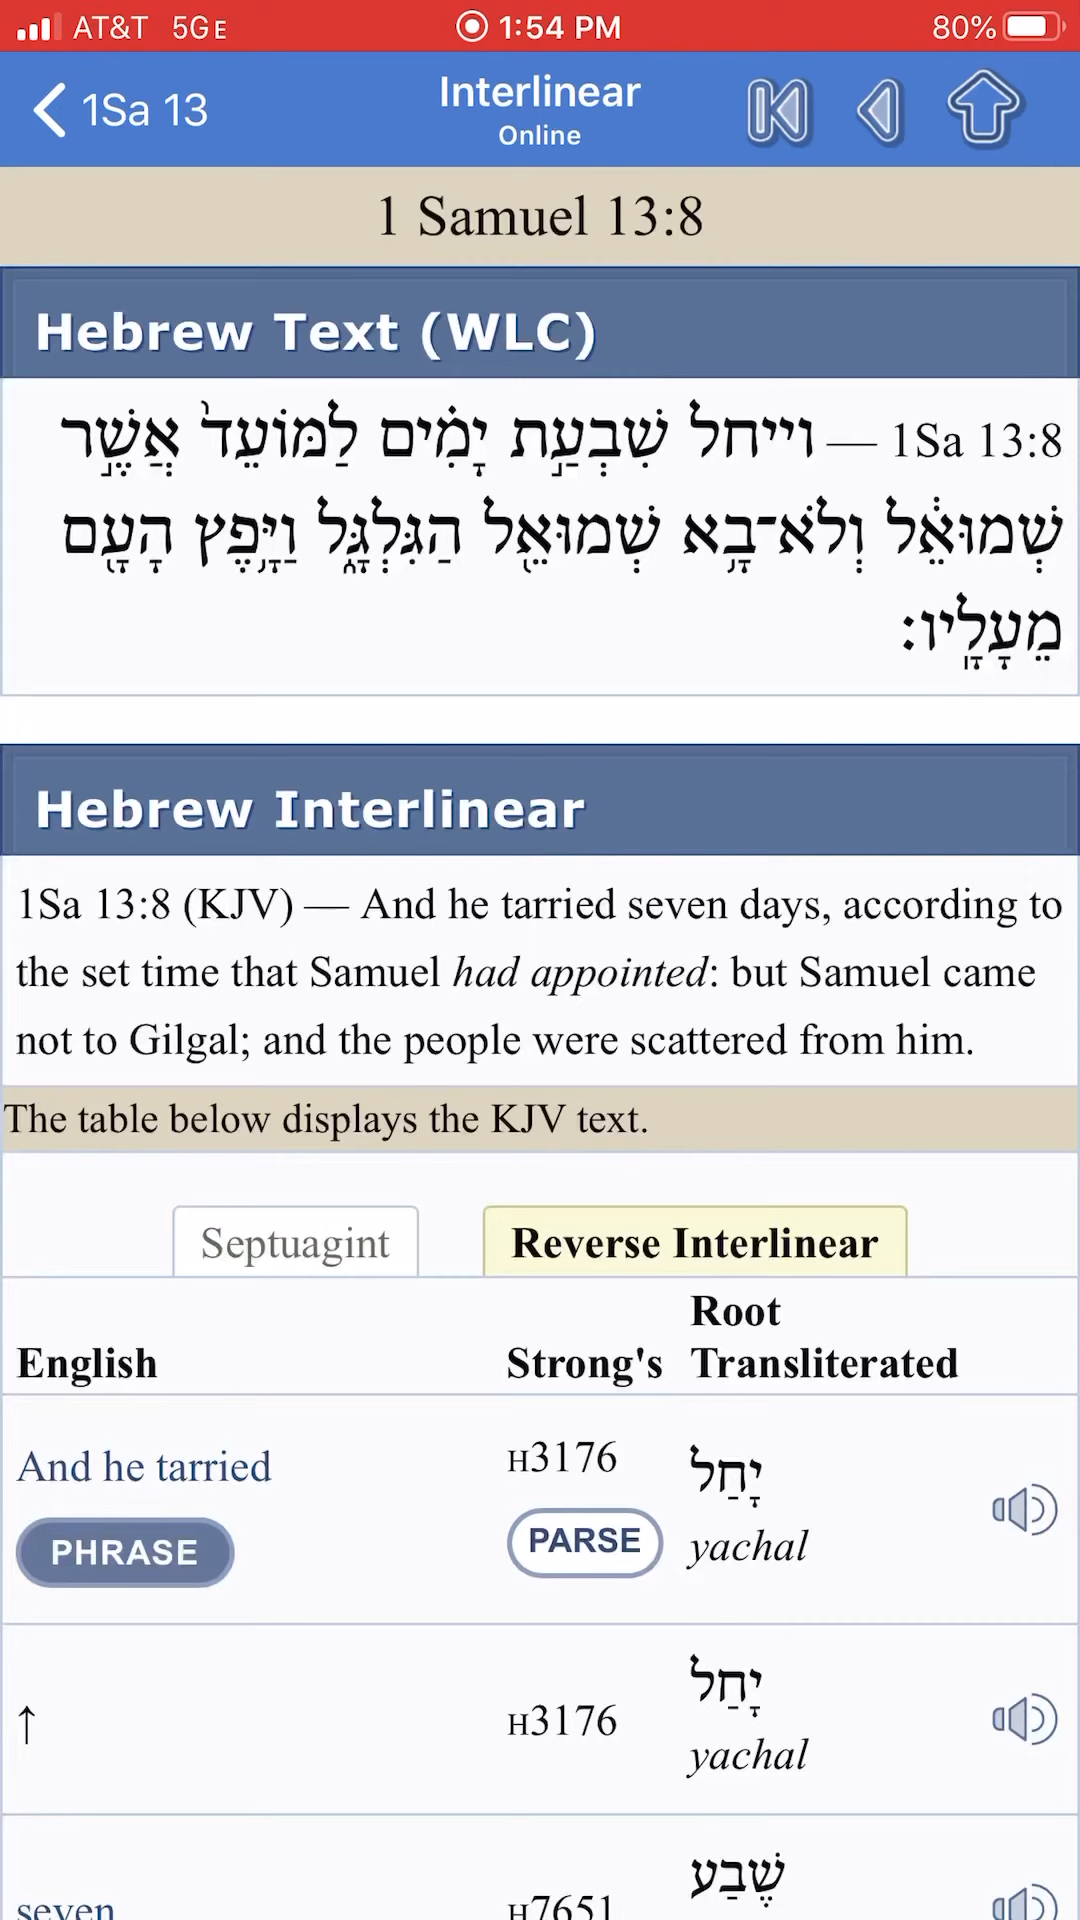 AT&T 5GE 1:54 PM 80%
1Sa 13
Interlinear
Online
1 Samuel 13:8
Hebrew Text (WLC)
1Sa 13:8 — וייחל שִׁבְעַ֣ת יָמִ֗ים לַמּוֹעֵד֙ אֲשֶׁ֣ר
שְׁמוּאֵ֔ל וְלֹא־בָ֥א שְׁמוּאֵ֖ל הַגִּלְגָּ֑ל וַיָּ֥פֶץ הָעָ֖ם
מֵעָלָֽיו׃
Hebrew Interlinear
1Sa 13:8 (KJV) — And he tarried seven days, according to
the set time that Samuel had appointed: but Samuel came
not to Gilgal; and the people were scattered from him.
The table below displays the KJV text.
Septuagint Reverse Interlinear
English Strong's Root
Transliterated
And he tarried H3176 יָחַל
PHRASE PARSE yachal
↑ H3176 יָחַל
yachal
seven H7651 שֶׁבַע